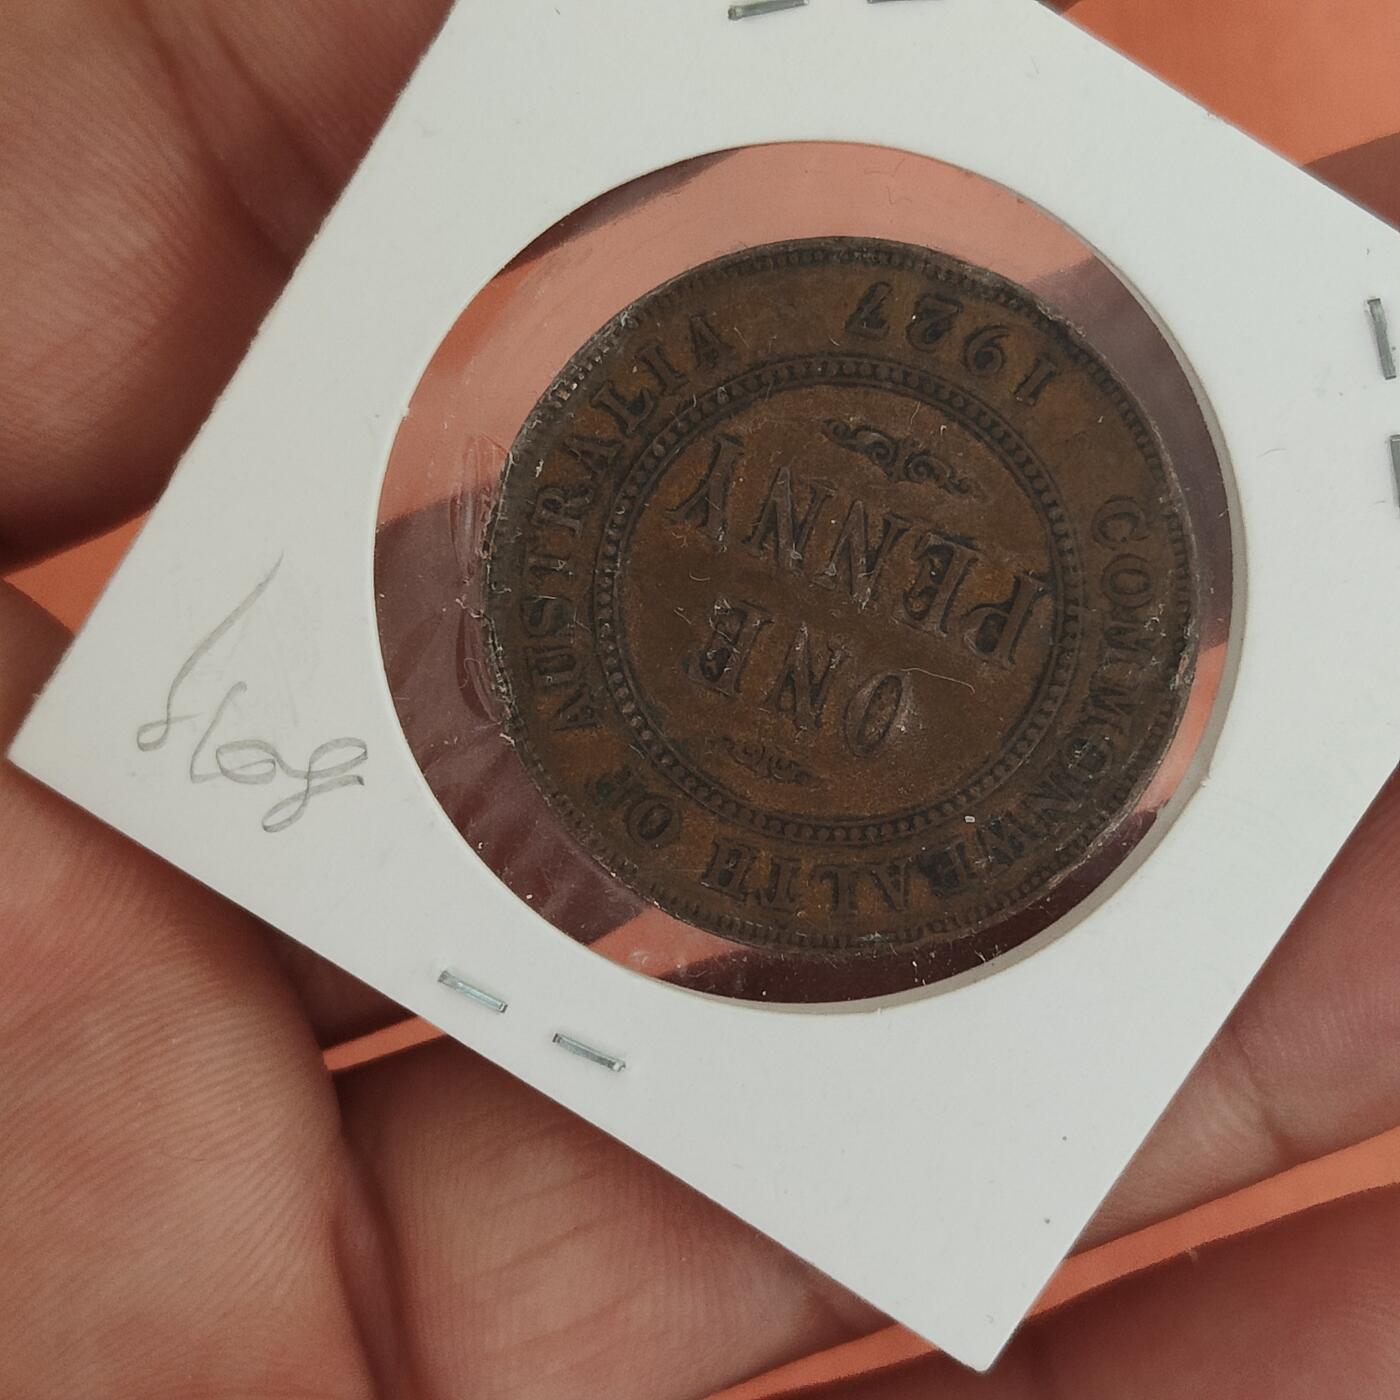 COMMONWEALTH OF AUSTRALIA
1927
ONE
PENNY